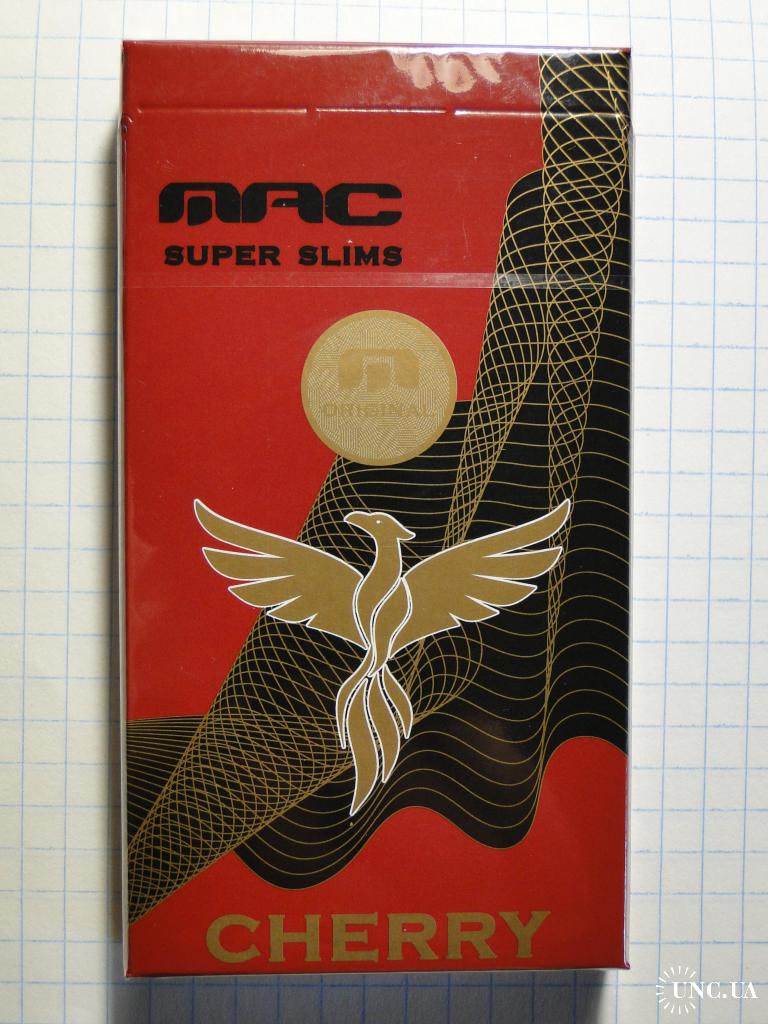 MAC
SUPER SLIMS
M
ORIGINAL
CHERRY
UNC.UA